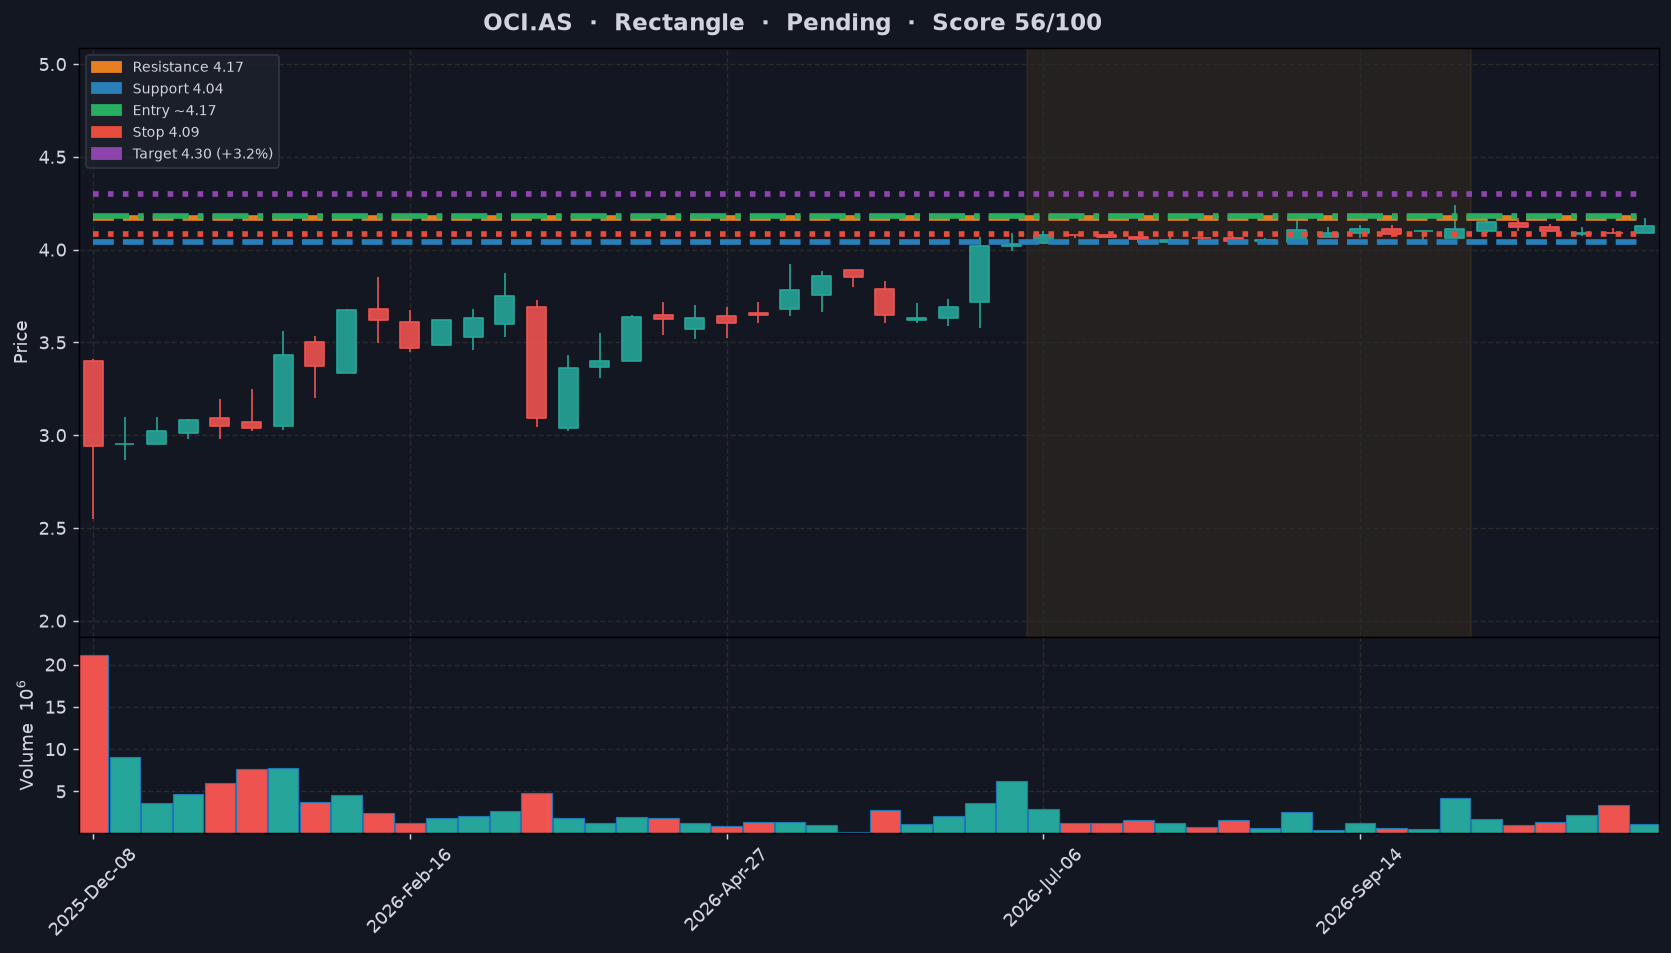 OCI.AS · Rectangle · Pending · Score 56/100
Resistance 4.17
Support 4.04
Entry ~4.17
Stop 4.09
Target 4.30 (+3.2%)
Price
5.0
4.5
4.0
3.5
3.0
2.5
2.0
Volume 10⁶
20
15
10
5
2025-Dec-08
2026-Feb-16
2026-Apr-27
2026-Jul-06
2026-Sep-14